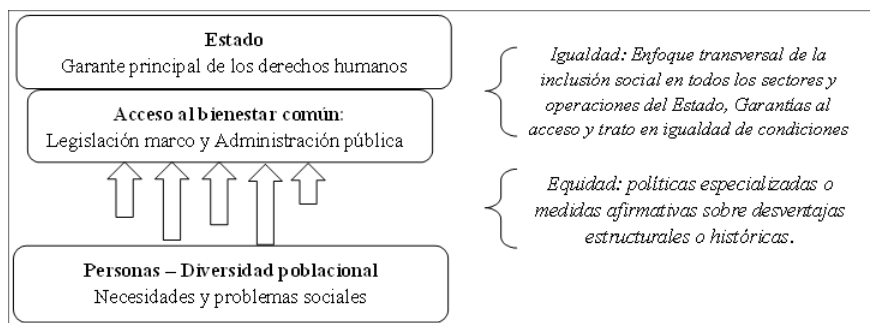 Estado
Garante principal de los derechos humanos
Acceso al bienestar común:
Legislación marco y Administración pública
Personas – Diversidad poblacional
Necesidades y problemas sociales
Igualdad: Enfoque transversal de la
inclusión social en todos los sectores y
operaciones del Estado, Garantías al
acceso y trato en igualdad de condiciones
Equidad: políticas especializadas o
medidas afirmativas sobre desventajas
estructurales o históricas.